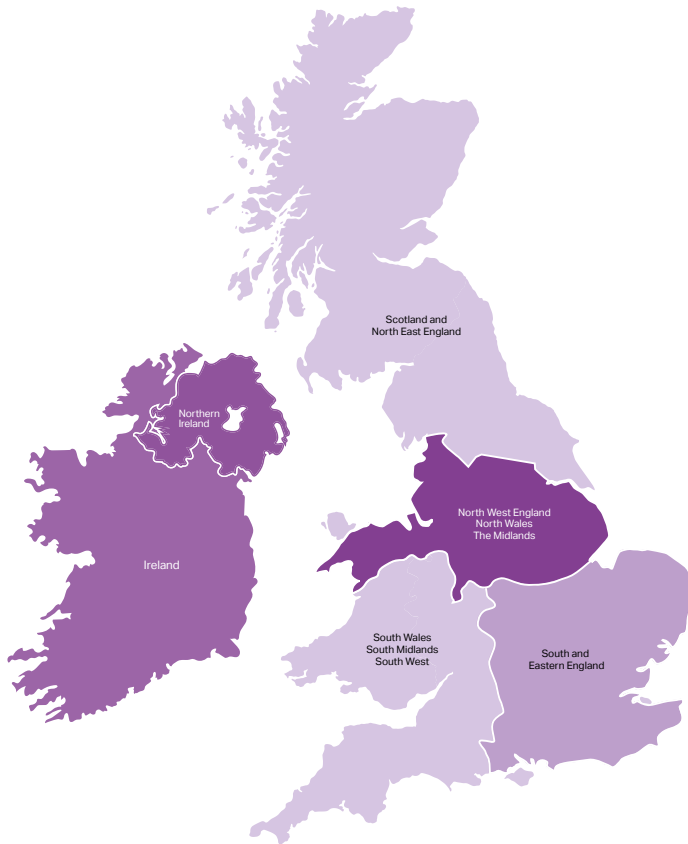 Scotland and
North East England
Northern
Ireland
North West England
North Wales
The Midlands
Ireland
South Wales
South Midlands
South West
South and
Eastern England